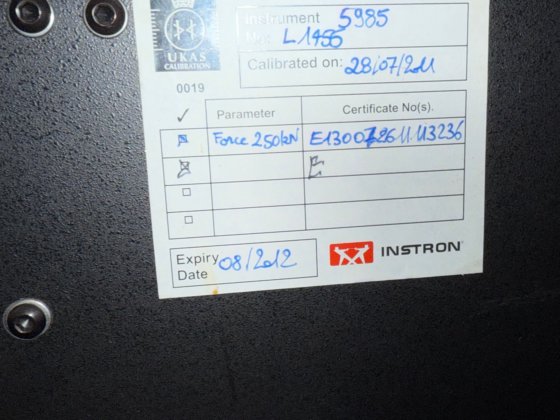 Instrument 5985
No: L1456
UKAS
CALIBRATION
Calibrated on: 28/07/2011
0019
✓ Parameter Certificate No(s).
Force 250kN
E
Expiry 08/2012
Date
INSTRON